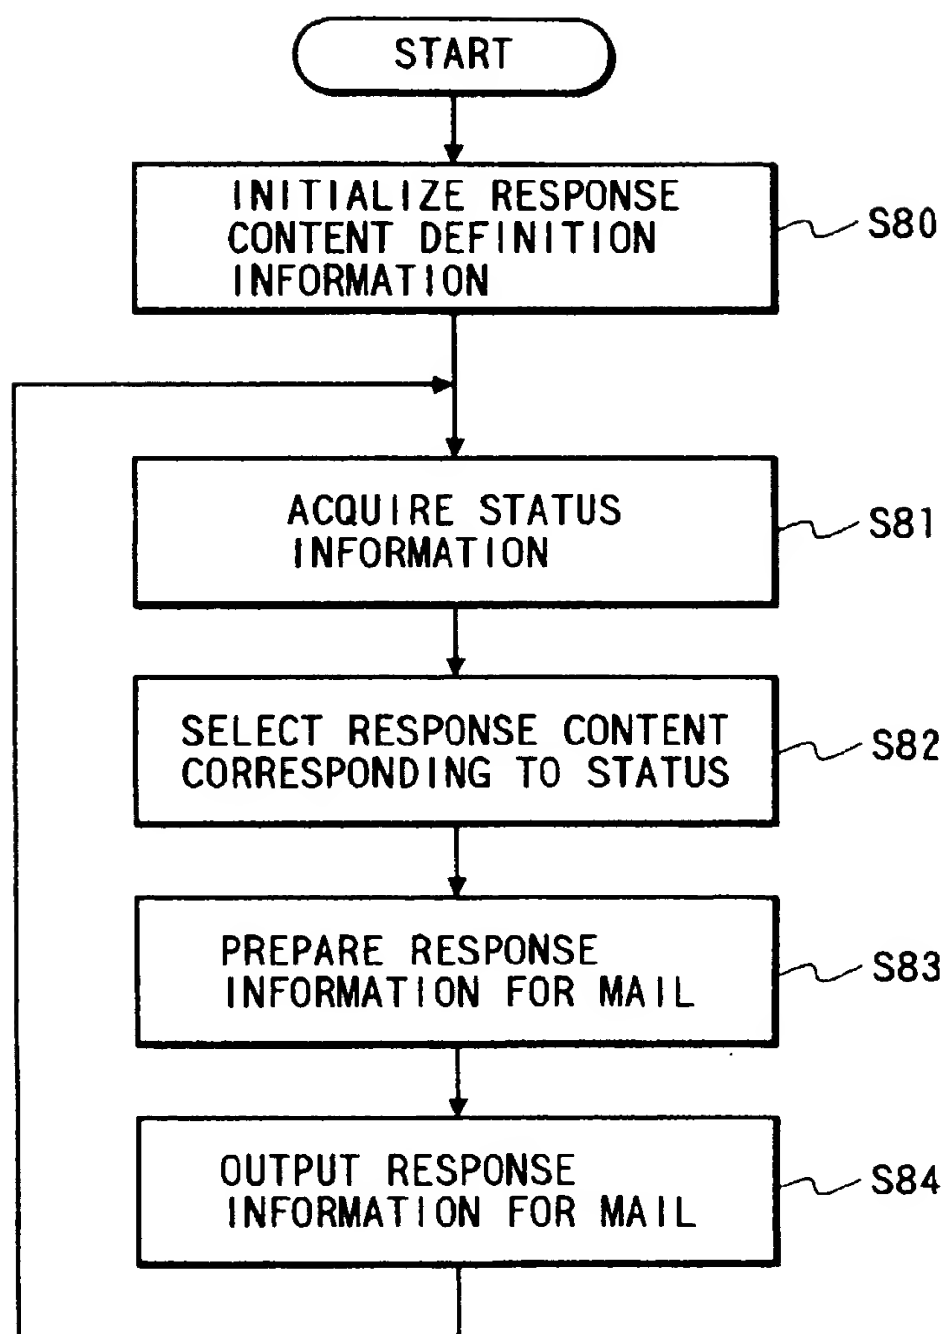 START
INITIALIZE RESPONSE
CONTENT DEFINITION
INFORMATION
S80
ACQUIRE STATUS
INFORMATION
S81
SELECT RESPONSE CONTENT
CORRESPONDING TO STATUS
S82
PREPARE RESPONSE
INFORMATION FOR MAIL
S83
OUTPUT RESPONSE
INFORMATION FOR MAIL
S84